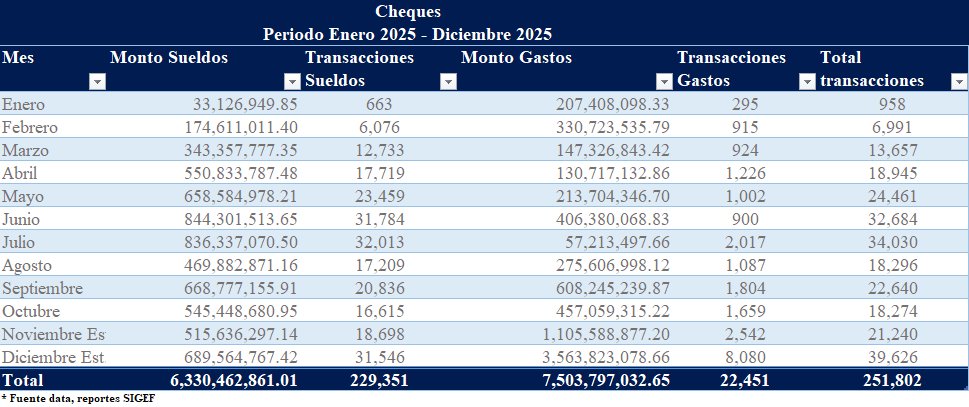 Cheques
Periodo Enero 2025 - Diciembre 2025
Mes Monto Sueldos Transacciones Sueldos Monto Gastos Transacciones Gastos Total transacciones
Enero 33,126,949.85 663 207,408,098.33 295 958
Febrero 174,611,011.40 6,076 330,723,535.79 915 6,991
Marzo 343,357,777.35 12,733 147,326,843.42 924 13,657
Abril 550,833,787.48 17,719 130,717,132.86 1,226 18,945
Mayo 658,584,978.21 23,459 213,704,346.70 1,002 24,461
Junio 844,301,513.65 31,784 406,380,068.83 900 32,684
Julio 836,337,070.50 32,013 57,213,497.66 2,017 34,030
Agosto 469,882,871.16 17,209 275,606,998.12 1,087 18,296
Septiembre 668,777,155.91 20,836 608,245,239.87 1,804 22,640
Octubre 545,448,680.95 16,615 457,059,315.22 1,659 18,274
Noviembre Es 515,636,297.14 18,698 1,105,588,877.20 2,542 21,240
Diciembre Est 689,564,767.42 31,546 3,563,823,078.66 8,080 39,626
Total 6,330,462,861.01 229,351 7,503,797,032.65 22,451 251,802
* Fuente data, reportes SIGEF